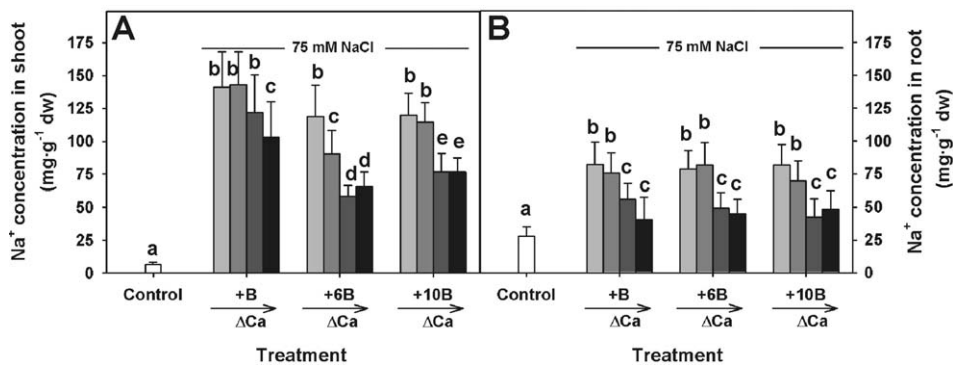 A
B
Na⁺ concentration in shoot
(mg·g⁻¹ dw)
175
150
125
100
75
50
25
0
75 mM NaCl
a
b b b c
b c d d
b b e e
Control +B +6B +10B
ΔCa ΔCa ΔCa
Treatment
75 mM NaCl
a
b b c c
b b c c
b b c c
Control +B +6B +10B
ΔCa ΔCa ΔCa
Treatment
175
150
125
100
75
50
25
0
Na⁺ concentration in root
(mg·g⁻¹ dw)